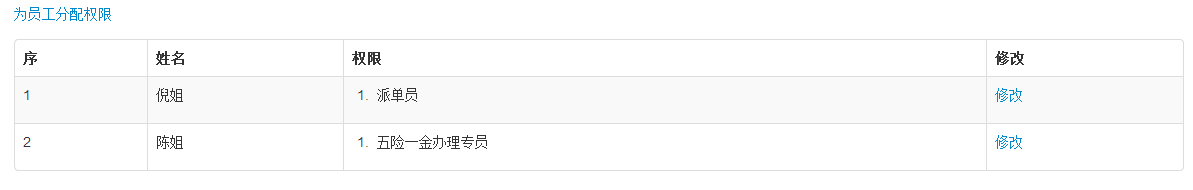 为员工分配权限
序 姓名 权限 修改
1 倪姐 1. 派单员 修改
2 陈姐 1. 五险一金办理专员 修改